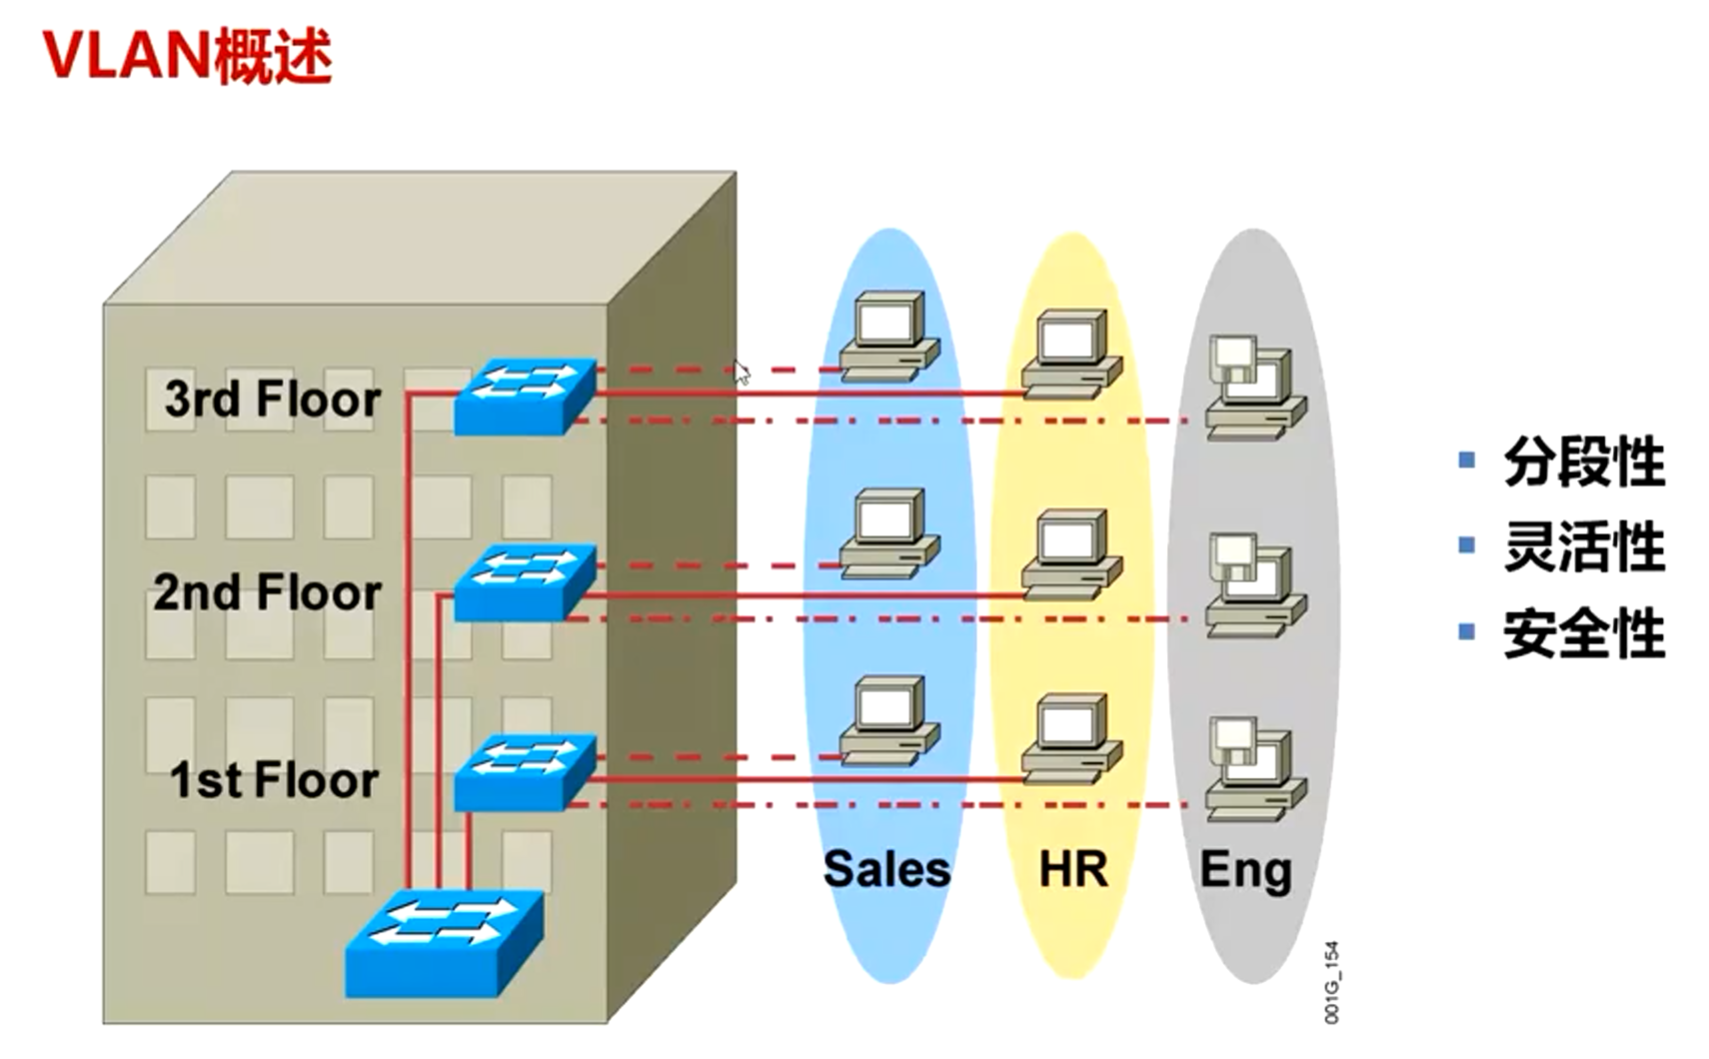 VLAN概述
3rd Floor
2nd Floor
1st Floor
Sales
HR
Eng
分段性
灵活性
安全性
001G_154